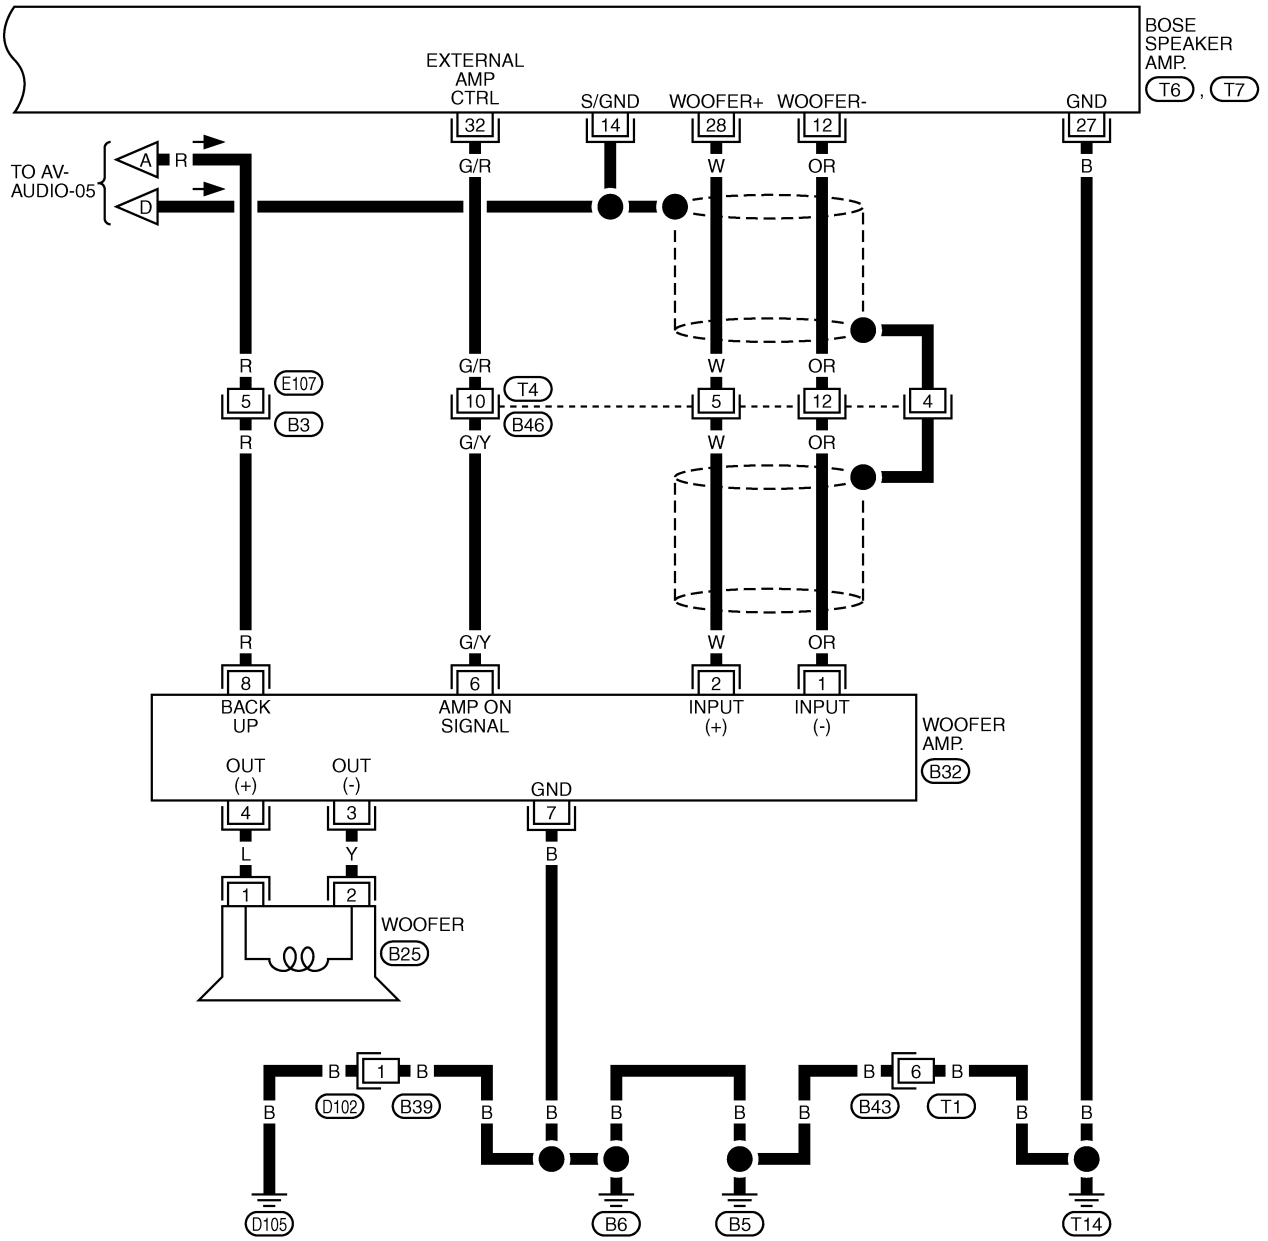 BOSE
SPEAKER
AMP.
T6 , T7
EXTERNAL
AMP
CTRL
S/GND
WOOFER+
WOOFER-
GND
32
14
28
12
27
TO AV-
AUDIO-05
A
R
D
G/R
W
OR
B
R
G/R
W
OR
5
E107
B3
10
T4
B46
5
12
4
R
G/Y
W
OR
R
G/Y
W
OR
8
6
2
1
BACK
UP
AMP ON
SIGNAL
INPUT
(+)
INPUT
(-)
WOOFER
AMP.
B32
OUT
(+)
OUT
(-)
GND
4
3
7
L
Y
B
1
2
WOOFER
B25
B
1
B
B
6
B
D102
B39
B43
T1
B
B
B
B
B
B
B
B
D105
B6
B5
T14